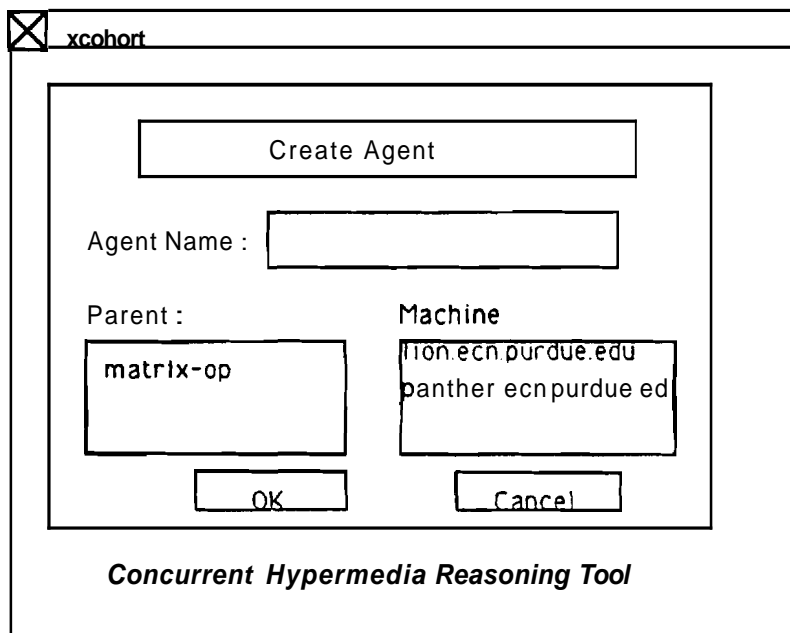 xcohort
Create Agent
Agent Name :
Parent :
Machine
matrix-op
lion.ecn.purdue.edu
panther ecn purdue ed
OK
Cancel
Concurrent Hypermedia Reasoning Tool